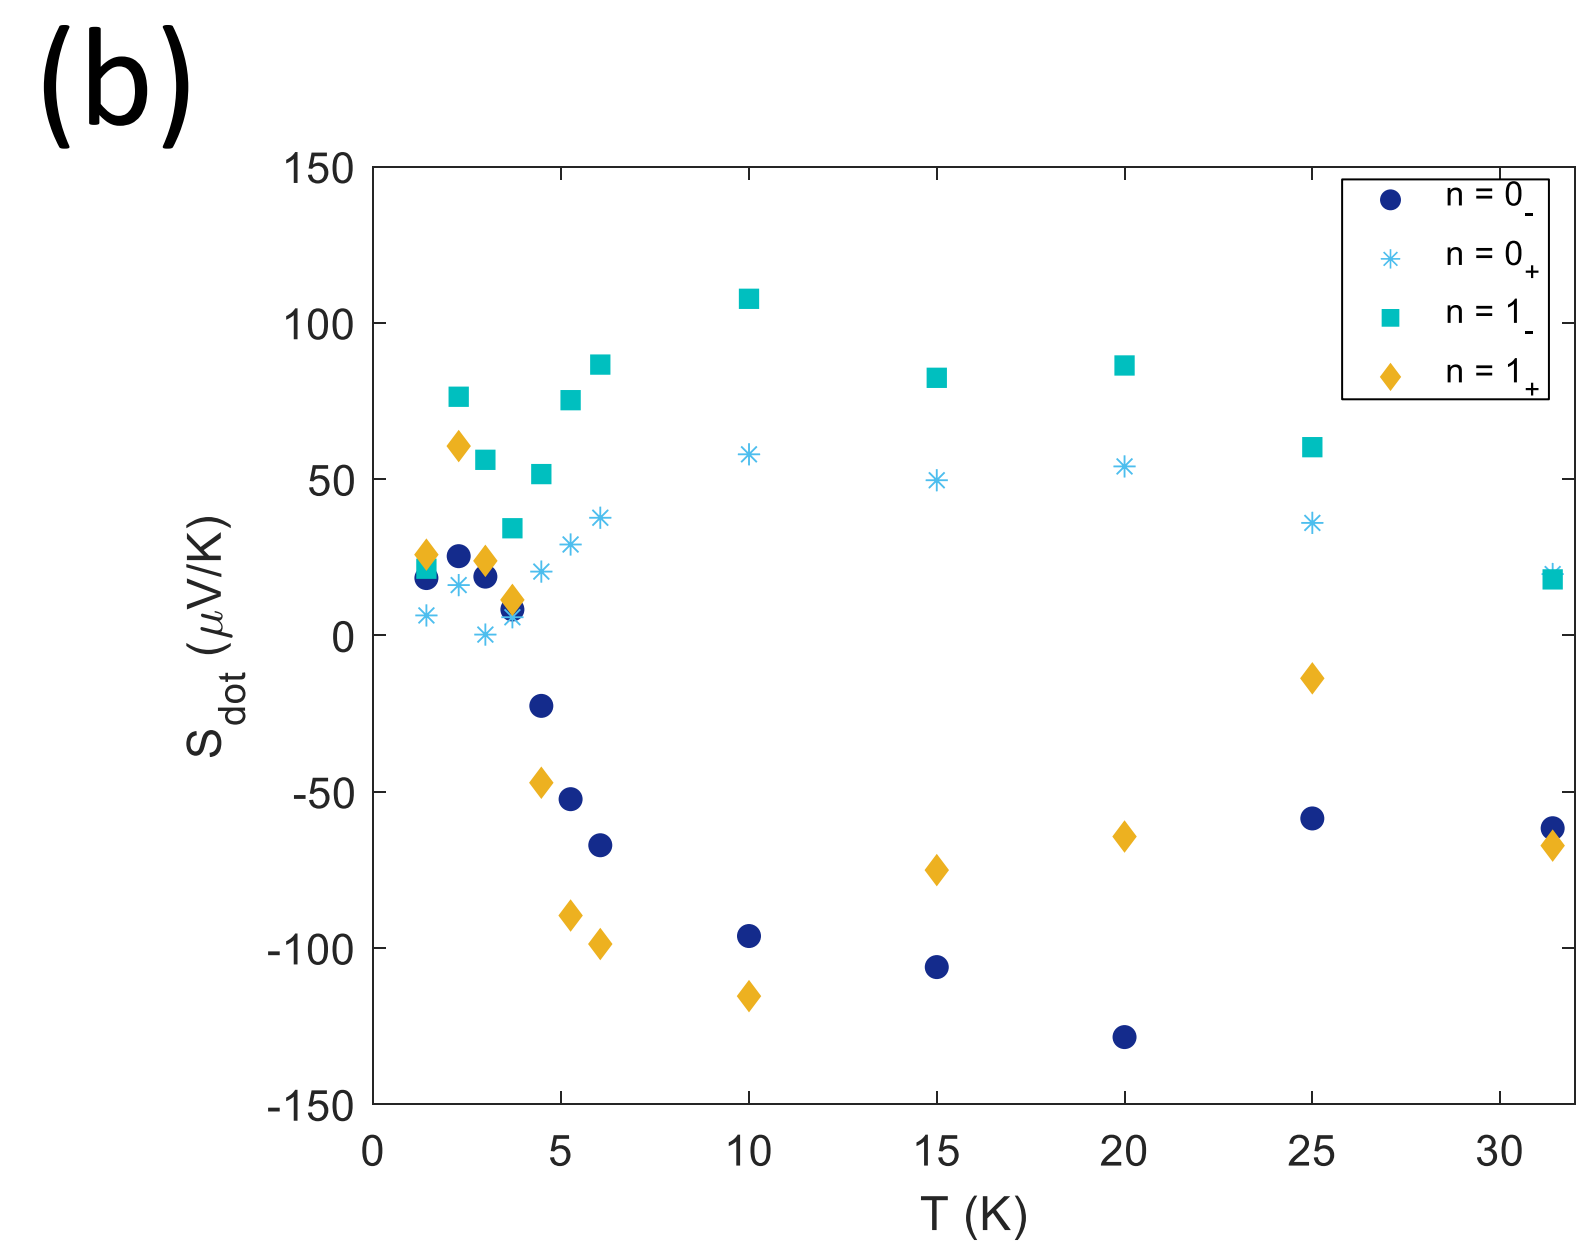 (b)
150
100
50
0
-50
-100
-150
S_dot (μV/K)
0 5 10 15 20 25 30
T (K)
n = 0_-
n = 0_+
n = 1_-
n = 1_+